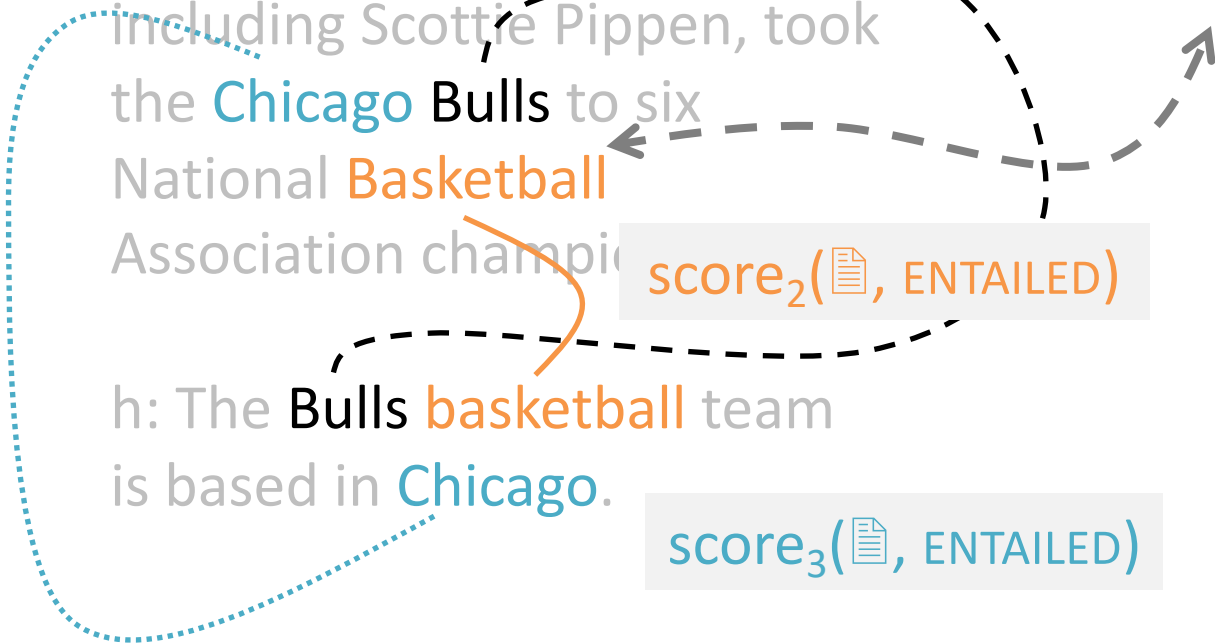 including Scottie Pippen, took
the Chicago Bulls to six
National Basketball
Association
score₂(🖹, ENTAILED)
h: The Bulls basketball team
is based in Chicago.
score₃(🖹, ENTAILED)